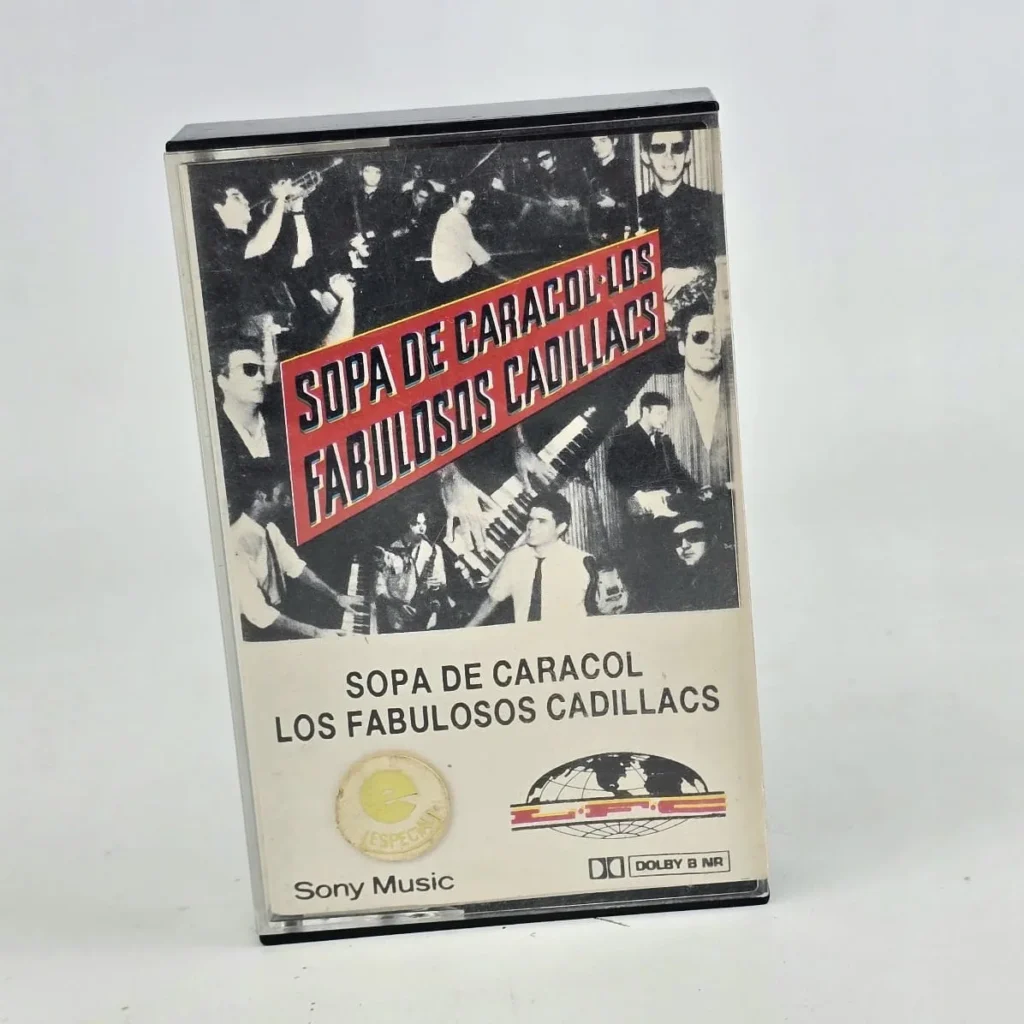 SOPA DE CARACOL·LOS
FABULOSOS CADILLACS
SOPA DE CARACOL
LOS FABULOSOS CADILLACS
e
ESPECIAL
L·F·C
Sony Music
DOLBY B NR